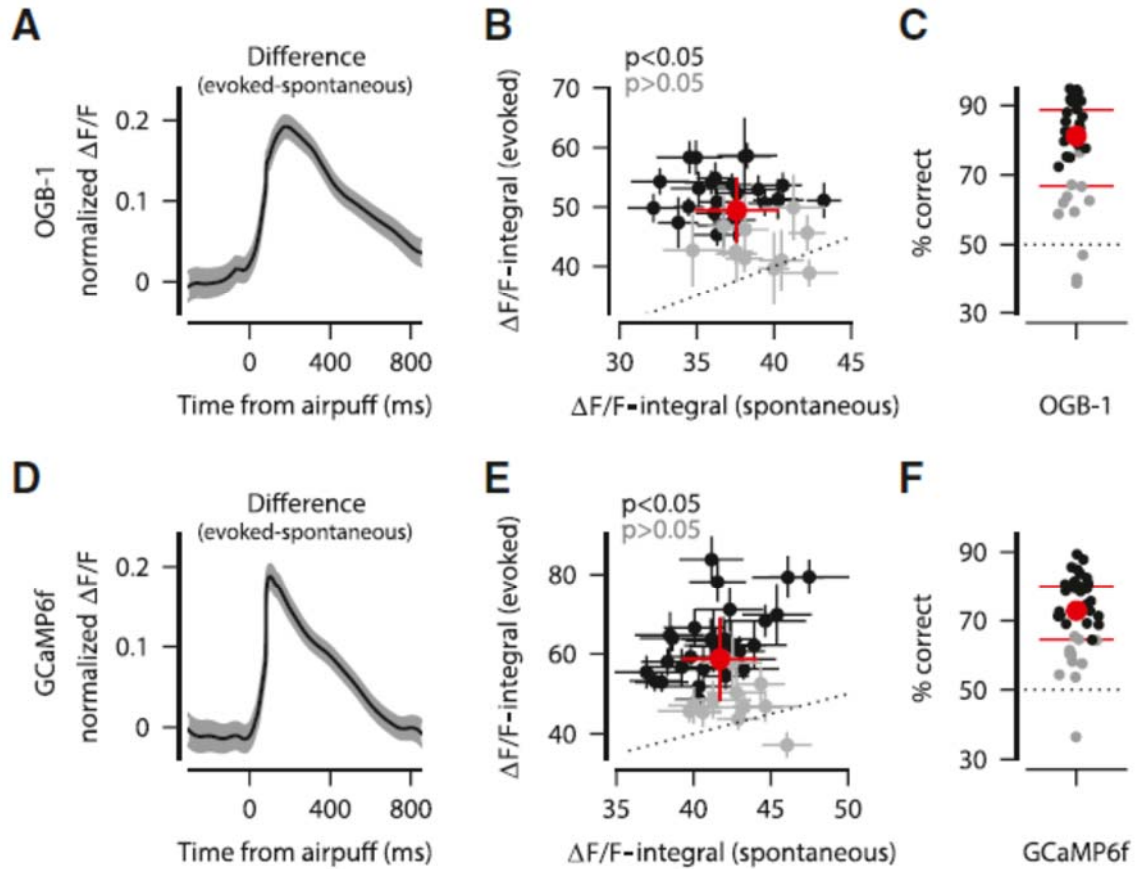 A
Difference
(evoked-spontaneous)
OGB-1
normalized ΔF/F
0.2
0.1
0
0 400 800
Time from airpuff (ms)
B
p<0.05
p>0.05
ΔF/F-integral (evoked)
70
60
50
40
30 35 40 45
ΔF/F-integral (spontaneous)
C
% correct
90
70
50
30
OGB-1
D
Difference
(evoked-spontaneous)
GCaMP6f
normalized ΔF/F
0.2
0.1
0
0 400 800
Time from airpuff (ms)
E
p<0.05
p>0.05
ΔF/F-integral (evoked)
80
60
40
35 40 45 50
ΔF/F-integral (spontaneous)
F
% correct
90
70
50
30
GCaMP6f